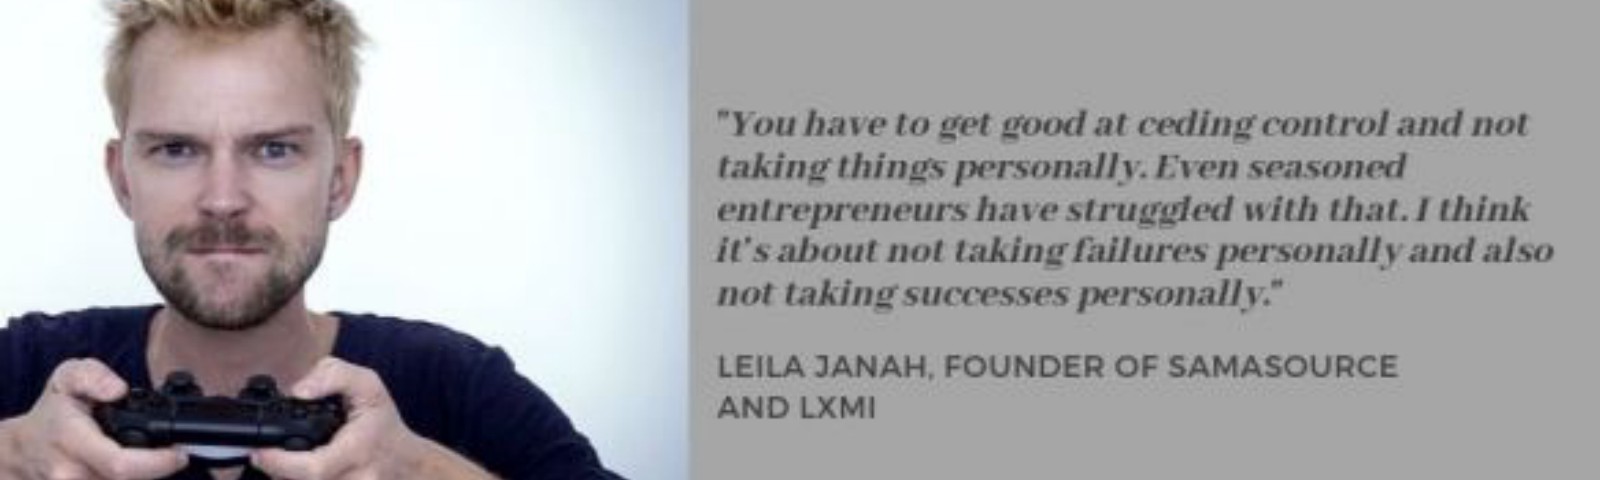 "You have to get good at ceding control and not
taking things personally. Even seasoned
entrepreneurs have struggled with that. I think
it's about not taking failures personally and also
not taking successes personally."
LEILA JANAH, FOUNDER OF SAMASOURCE
AND LXMI